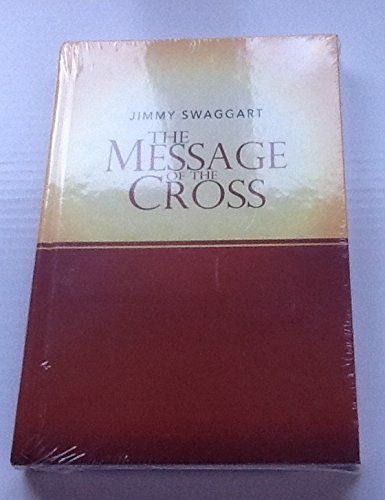 JIMMY SWAGGART
THE
MESSAGE
OF THE
CROSS